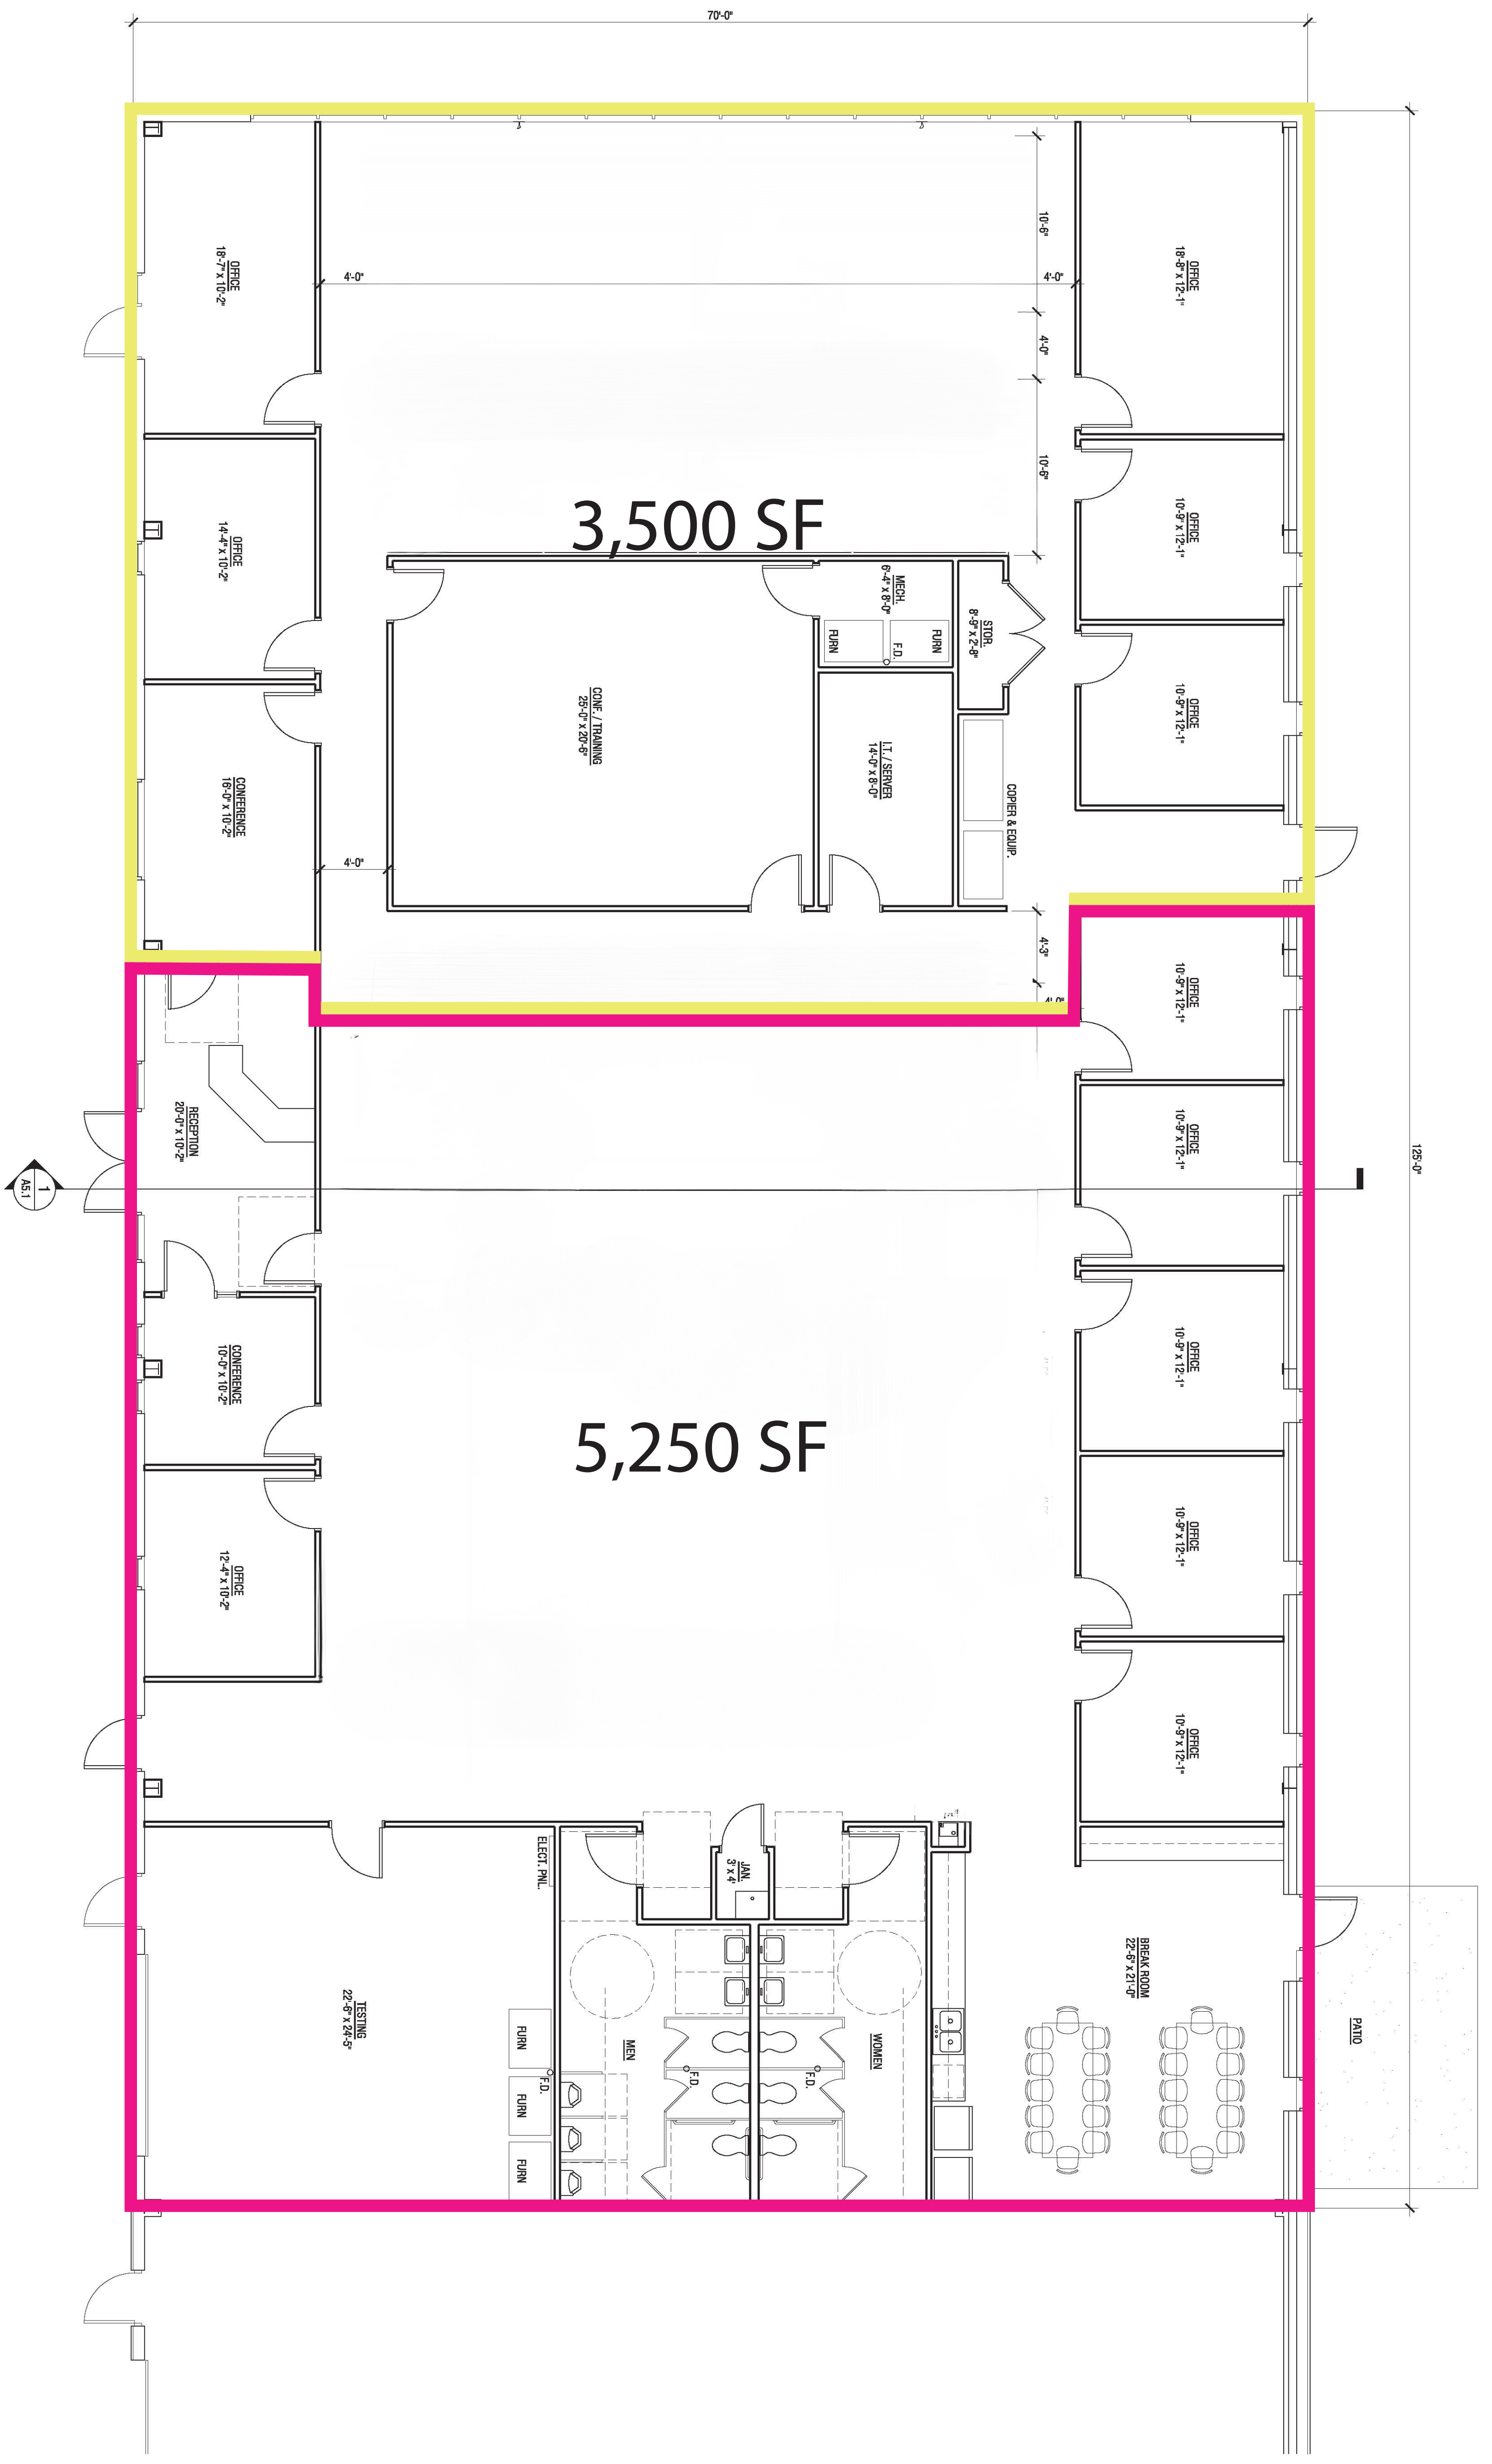 70'-0"
10'-6"
OFFICE
18'-7" x 10'-2"
OFFICE
18'-8" x 12'-1"
4'-0"
4'-0"
4'-0"
10'-6"
3,500 SF
OFFICE
14'-4" x 10'-2"
OFFICE
10'-9" x 12'-1"
MECH.
6'-4" x 8'-0"
STOR.
8'-9" x 2'-8"
FURN
F.D.
FURN
OFFICE
10'-9" x 12'-1"
CONF. / TRAINING
25'-0" x 20'-6"
I.T. / SERVER
14'-0" x 8'-0"
COPIER & EQUIP.
CONFERENCE
16'-0" x 10'-2"
4'-0"
4'-3"
4'-0"
OFFICE
10'-9" x 12'-1"
RECEPTION
20'-0" x 10'-2"
OFFICE
10'-9" x 12'-1"
125'-0"
1
A5.1
CONFERENCE
10'-0" x 10'-2"
OFFICE
10'-9" x 12'-1"
5,250 SF
OFFICE
12'-4" x 10'-2"
OFFICE
10'-9" x 12'-1"
OFFICE
10'-9" x 12'-1"
ELECT. PNL.
JAN.
3' x 4'
BREAK ROOM
22'-6" x 21'-0"
TESTING
22'-6" x 24'-5"
FURN
MEN
WOMEN
PATIO
F.D.
F.D.
F.D.
FURN
FURN